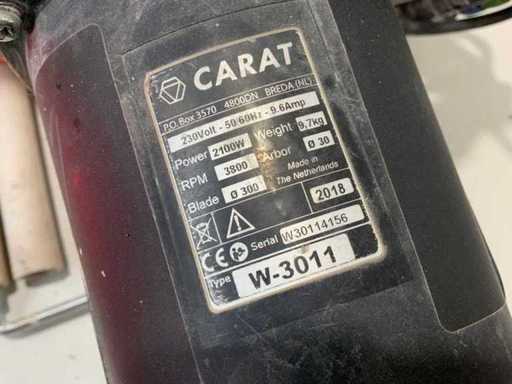 CARAT
P.O. Box 3570 4800DN BREDA (NL)
230Volt - 50 60Hz - 9.6Amp
Power 2100W Weight 9.7kg
RPM 3800 Arbor Ø 30
Blade Ø 300 Made in The Netherlands
2018
Serial W30114156
Type W-3011